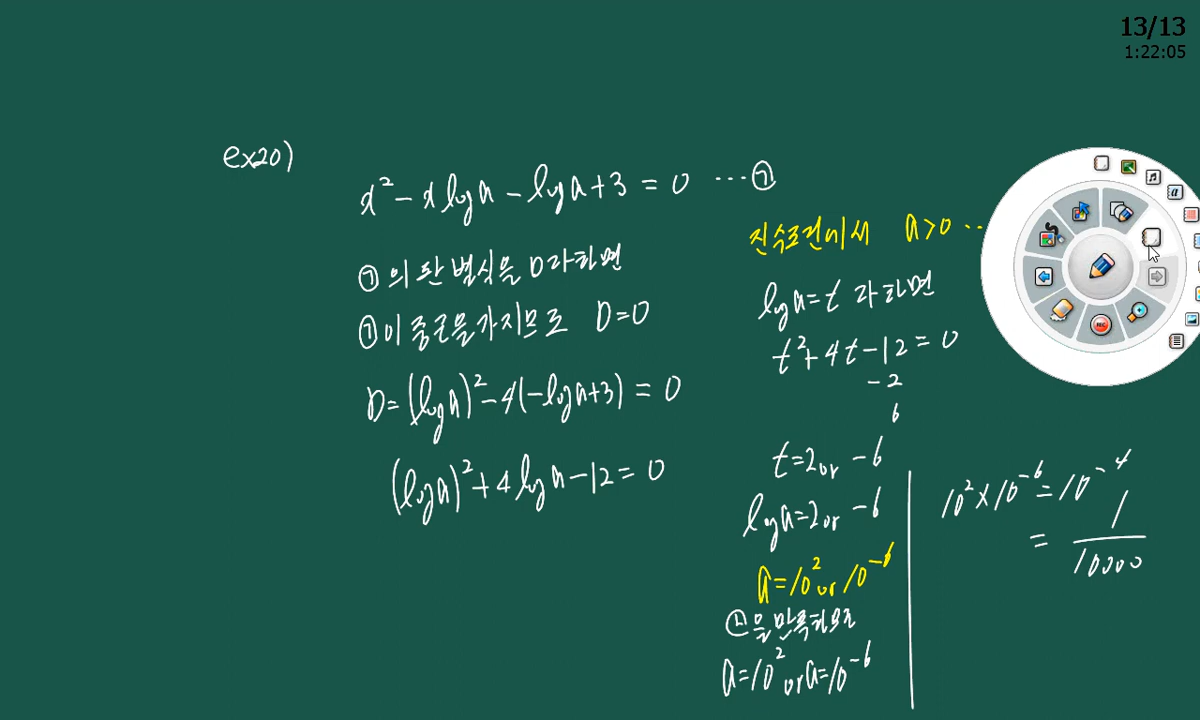 13/13
1:22:05
ex20)
x² - x log a - log a + 3 = 0 ⋯ ㉠
㉠의 판별식을 D라하면
㉠이 중근을 가지므로 D=0
D = (log a)² - 4(-log a + 3) = 0
(log a)² + 4 log a - 12 = 0
진수조건에서 a > 0 ⋯
log a = t 라하면
t² + 4t - 12 = 0
-2
6
t = 2 or -6
log a = 2 or -6
a = 10² or 10⁻⁶
㉡을 만족하므로
a = 10² or a = 10⁻⁶
10² × 10⁻⁶ = 10⁻⁴
= 1/10000